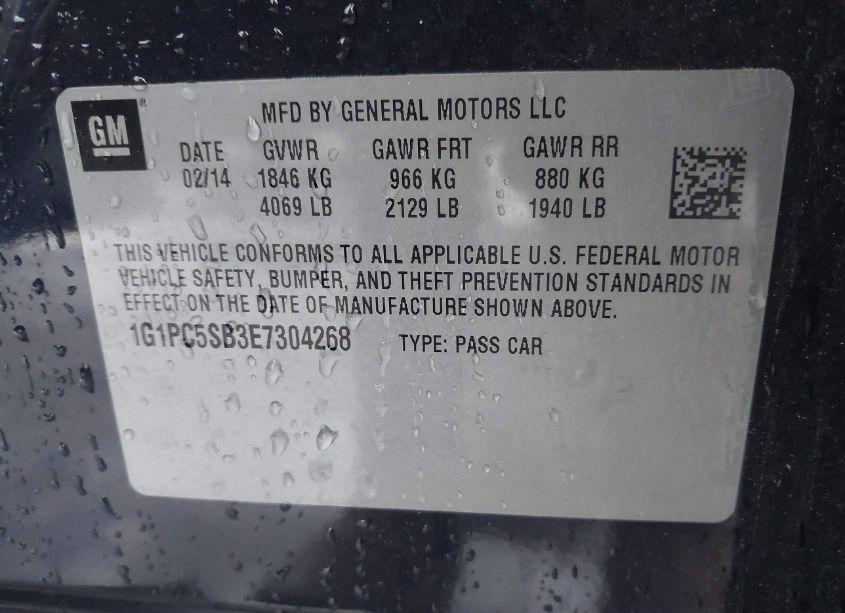 GM
MFD BY GENERAL MOTORS LLC
DATE GVWR GAWR FRT GAWR RR
02/14 1846 KG 966 KG 880 KG
4069 LB 2129 LB 1940 LB
THIS VEHICLE CONFORMS TO ALL APPLICABLE U.S. FEDERAL MOTOR
VEHICLE SAFETY, BUMPER, AND THEFT PREVENTION STANDARDS IN
EFFECT ON THE DATE OF MANUFACTURE SHOWN ABOVE.
1G1PC5SB3E7304268 TYPE: PASS CAR